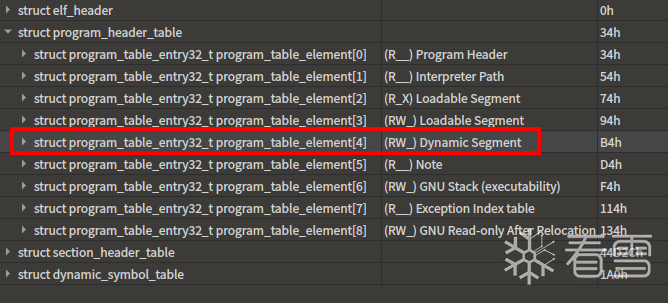 struct elf_header 0h
struct program_header_table 34h
struct program_table_entry32_t program_table_element[0] (R__) Program Header 34h
struct program_table_entry32_t program_table_element[1] (R__) Interpreter Path 54h
struct program_table_entry32_t program_table_element[2] (R_X) Loadable Segment 74h
struct program_table_entry32_t program_table_element[3] (RW_) Loadable Segment 94h
struct program_table_entry32_t program_table_element[4] (RW_) Dynamic Segment B4h
struct program_table_entry32_t program_table_element[5] (R__) Note D4h
struct program_table_entry32_t program_table_element[6] (RW_) GNU Stack (executability) F4h
struct program_table_entry32_t program_table_element[7] (R__) Exception Index table 114h
struct program_table_entry32_t program_table_element[8] (RW_) GNU Read-only After Relocation 134h
struct section_header_table
struct dynamic_symbol_table 1A0h
看雪